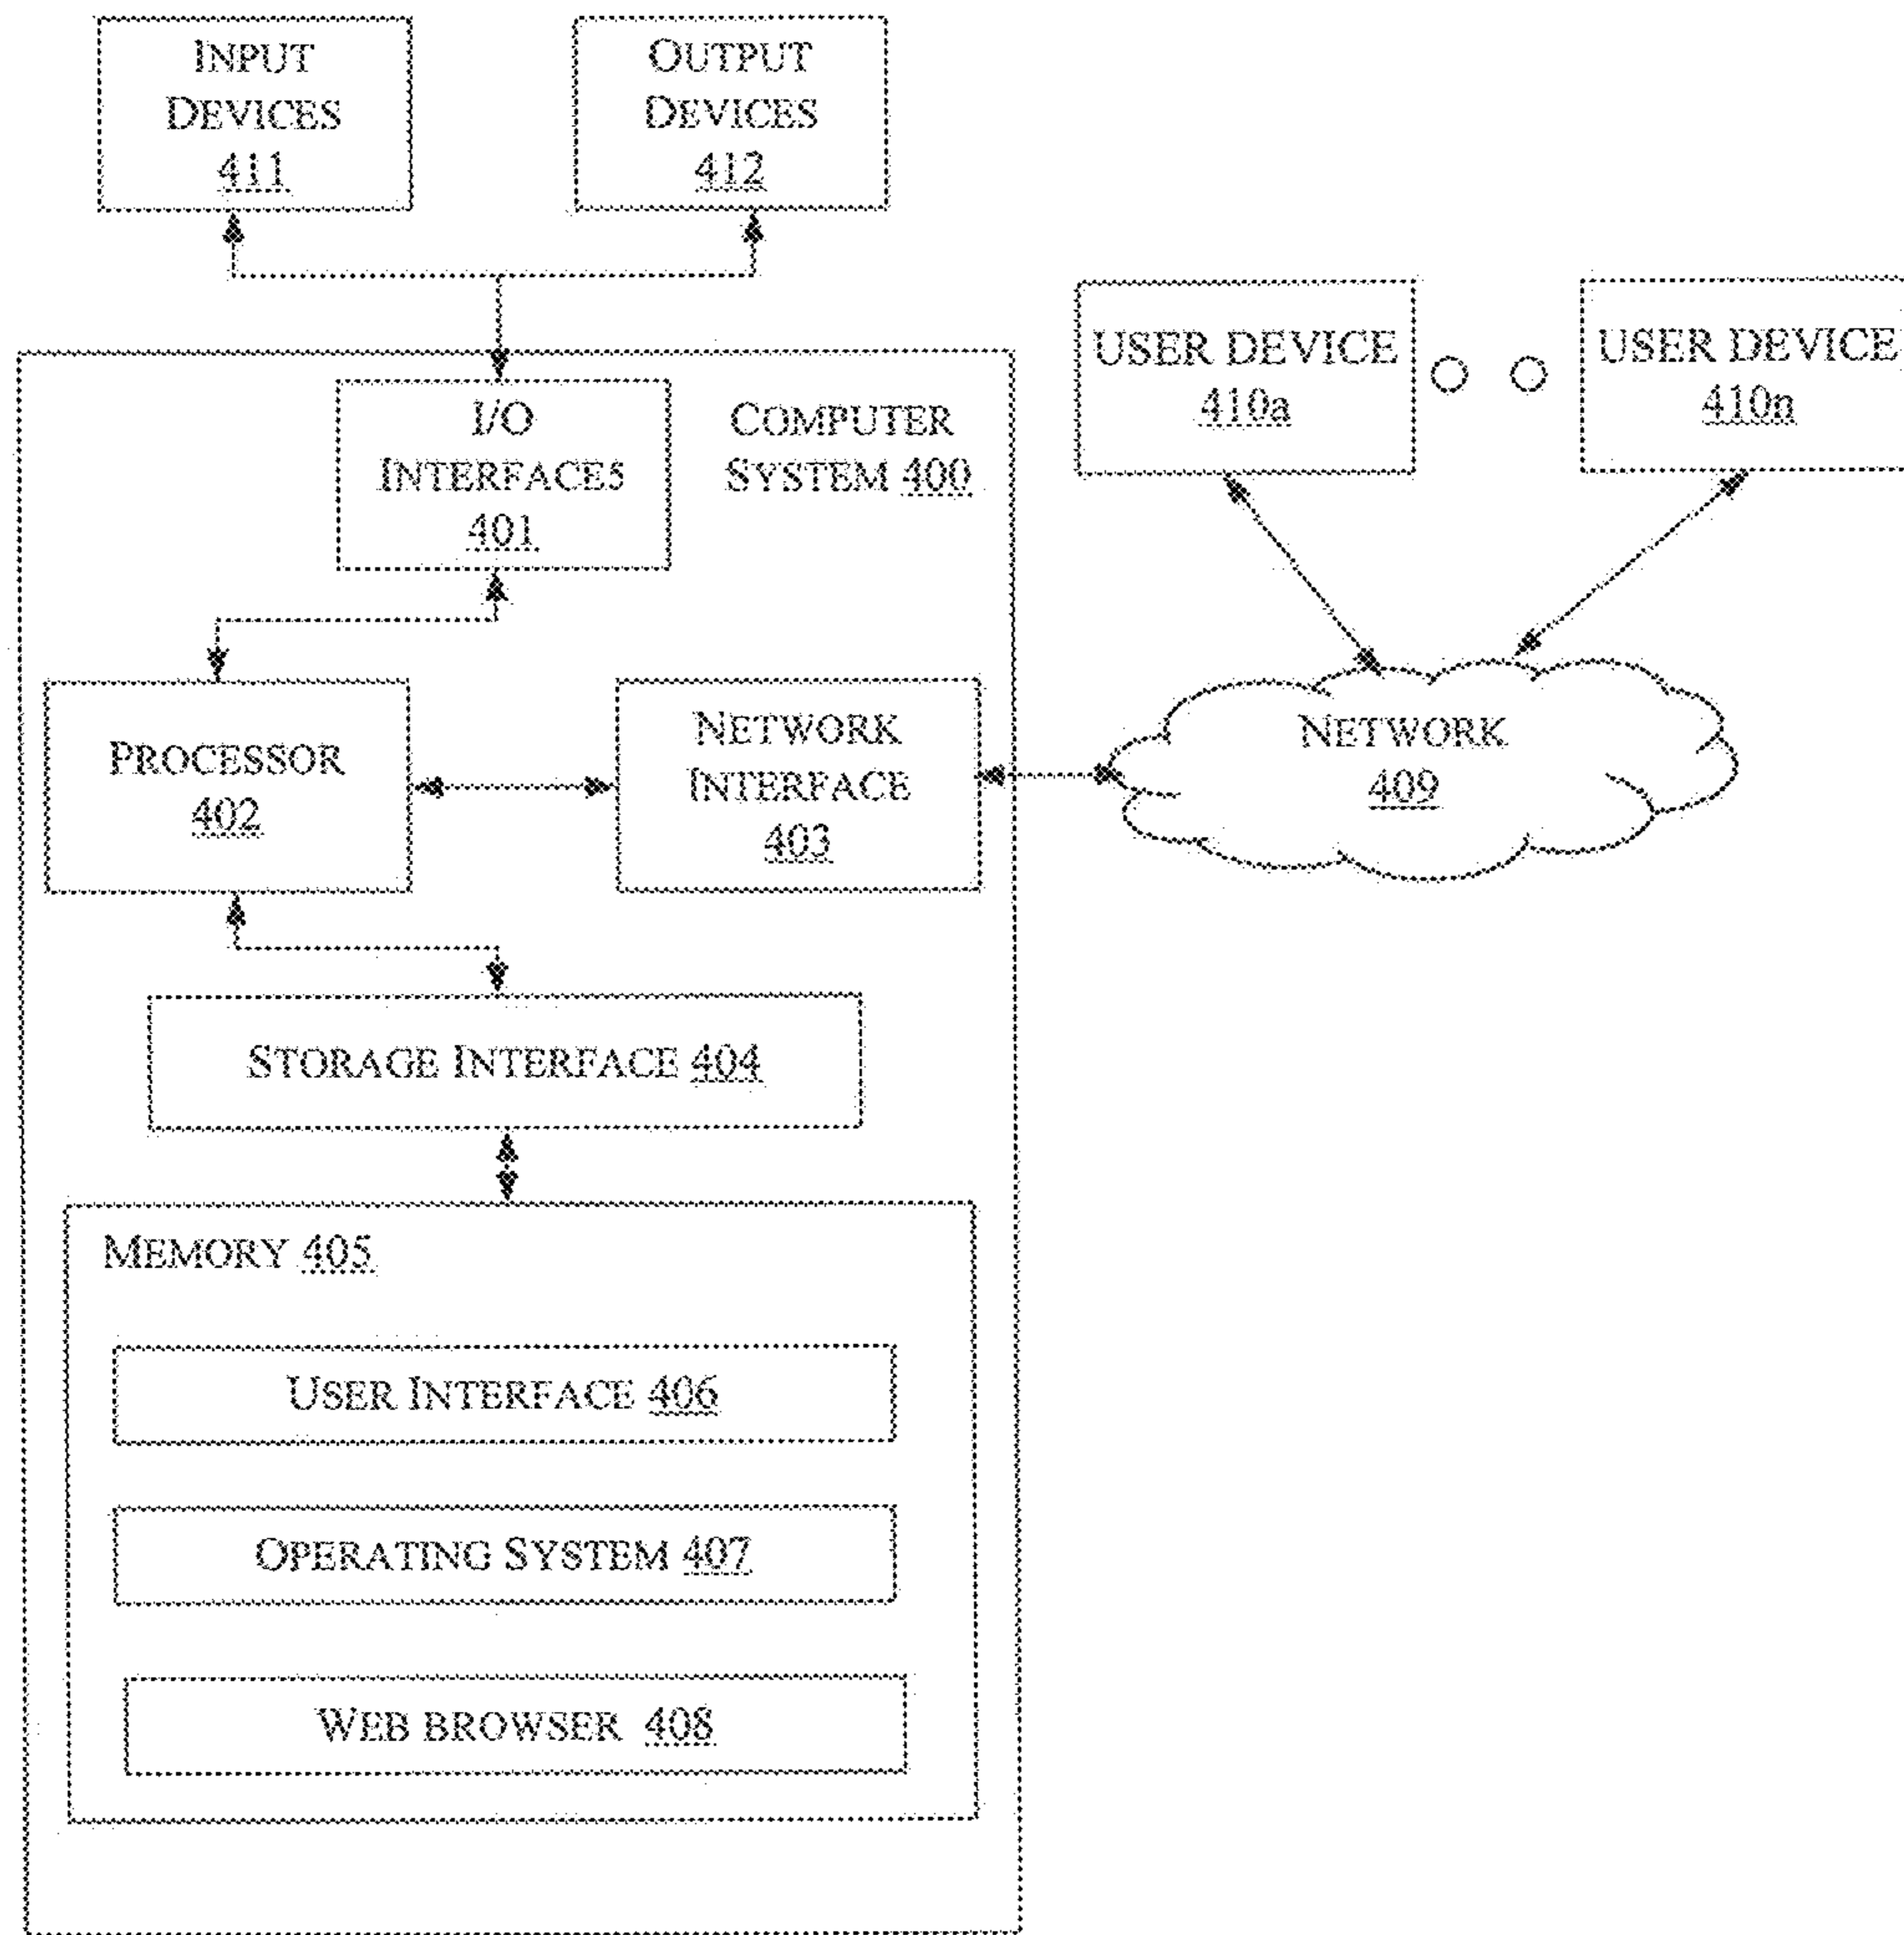 INPUT
DEVICES
411
OUTPUT
DEVICES
412
USER DEVICE
410a
USER DEVICE
410n
I/O
INTERFACES
401
COMPUTER
SYSTEM 400
PROCESSOR
402
NETWORK
INTERFACE
403
NETWORK
409
STORAGE INTERFACE 404
MEMORY 405
USER INTERFACE 406
OPERATING SYSTEM 407
WEB BROWSER 408